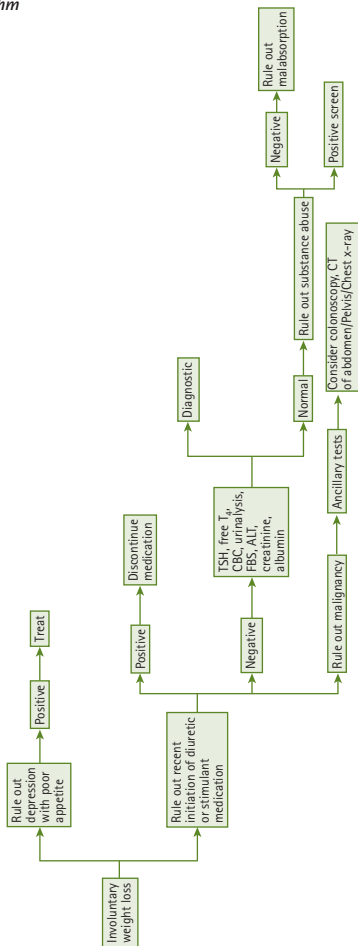 hm
Involuntary
weight loss
Rule out
depression
with poor
appetite
Positive
Treat
Rule out recent
initiation of diuretic
or stimulant
medication
Positive
Discontinue
medication
Negative
TSH, free T₄,
CBC, urinalysis,
FBS, ALT,
creatinine,
albumin
Diagnostic
Normal
Rule out substance abuse
Negative
Rule out
malabsorption
Positive screen
Rule out malignancy
Ancillary tests
Consider colonoscopy, CT
of abdomen/Pelvis/Chest x-ray